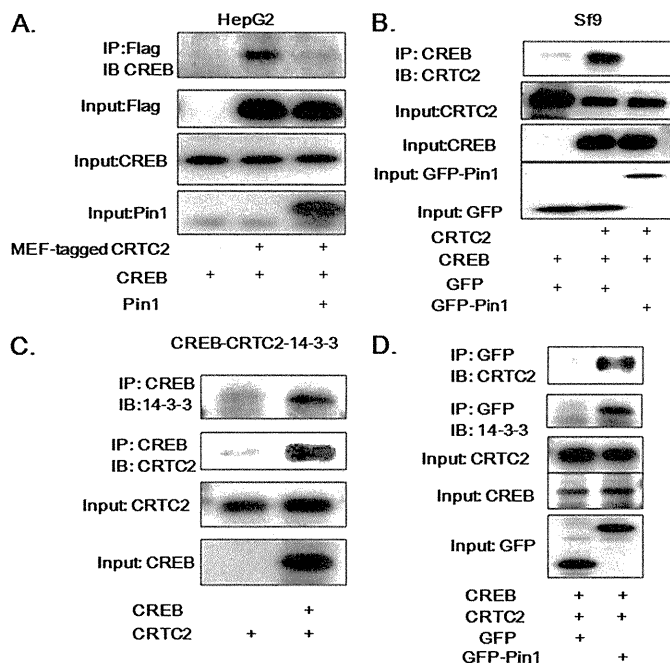 A.
HepG2
IP:Flag
IB CREB
Input:Flag
Input:CREB
Input:Pin1
MEF-tagged CRTC2 + +
CREB + + +
Pin1 +
B.
Sf9
IP: CREB
IB: CRTC2
Input:CRTC2
Input:CREB
Input: GFP-Pin1
Input: GFP
CRTC2 + +
CREB + + +
GFP + +
GFP-Pin1 +
C.
CREB-CRTC2-14-3-3
IP: CREB
IB:14-3-3
IP: CREB
IB: CRTC2
Input: CRTC2
Input: CREB
CREB +
CRTC2 + +
D.
IP: GFP
IB: CRTC2
IP: GFP
IB: 14-3-3
Input: CRTC2
Input: CREB
Input: GFP
CREB + +
CRTC2 + +
GFP +
GFP-Pin1 +